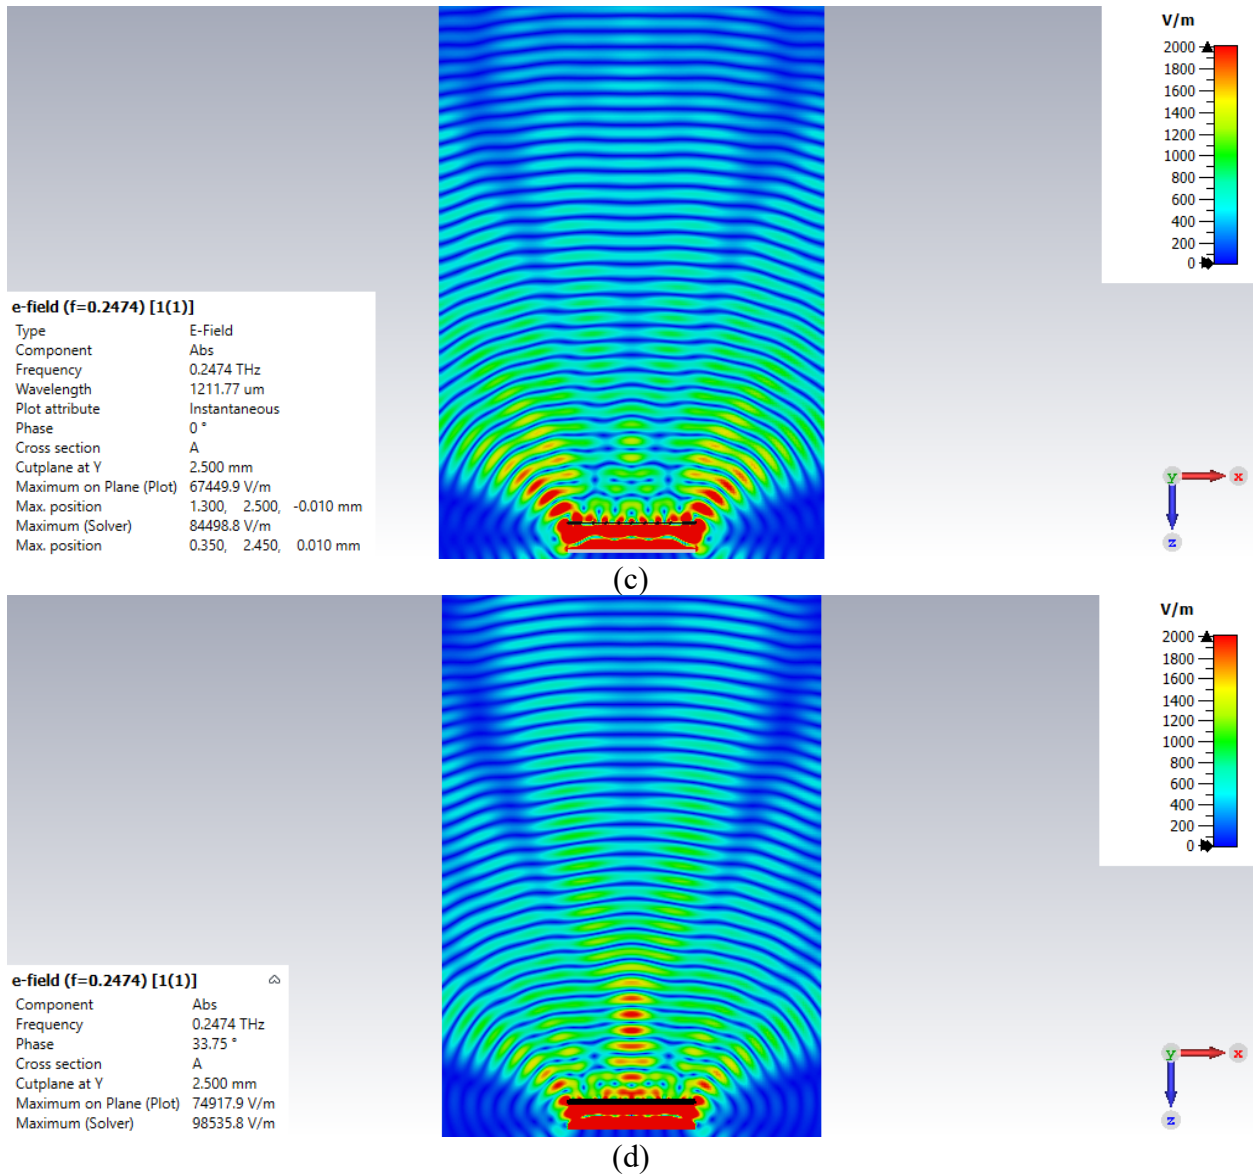 V/m
2000
1800
1600
1400
1200
1000
800
600
400
200
0
e-field (f=0.2474) [1(1)]
Type E-Field
Component Abs
Frequency 0.2474 THz
Wavelength 1211.77 um
Plot attribute Instantaneous
Phase 0 °
Cross section A
Cutplane at Y 2.500 mm
Maximum on Plane (Plot) 67449.9 V/m
Max. position 1.300, 2.500, -0.010 mm
Maximum (Solver) 84498.8 V/m
Max. position 0.350, 2.450, 0.010 mm
y x
z
(c)
V/m
2000
1800
1600
1400
1200
1000
800
600
400
200
0
e-field (f=0.2474) [1(1)]
Component Abs
Frequency 0.2474 THz
Phase 33.75 °
Cross section A
Cutplane at Y 2.500 mm
Maximum on Plane (Plot) 74917.9 V/m
Maximum (Solver) 98535.8 V/m
y x
z
(d)